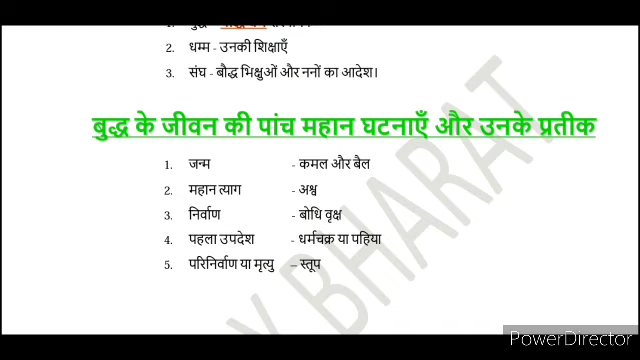 2. धम्म - उनकी शिक्षाएँ
3. संघ - बौद्ध भिक्षुओं और ननों का आदेश।
बुद्ध के जीवन की पांच महान घटनाएँ और उनके प्रतीक
1. जन्म - कमल और बैल
2. महान त्याग - अश्व
3. निर्वाण - बोधि वृक्ष
4. पहला उपदेश - धर्मचक्र या पहिया
5. परिनिर्वाण या मृत्यु – स्तूप
BHARAT
PowerDirector